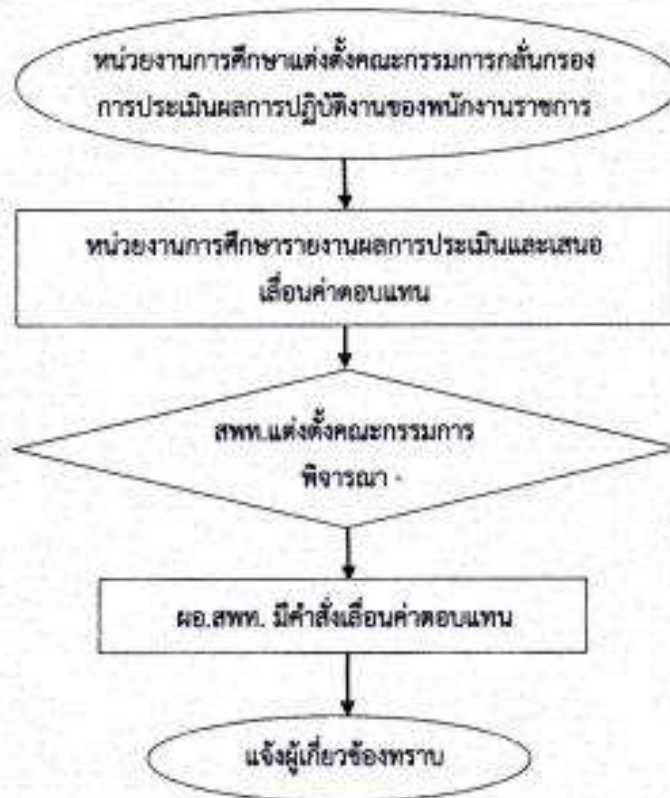 หน่วยงานการศึกษาแต่งตั้งคณะกรรมการกลั่นกรอง
การประเมินผลการปฏิบัติงานของพนักงานราชการ
หน่วยงานการศึกษารายงานผลการประเมินและเสนอ
เลื่อนค่าตอบแทน
สพท.แต่งตั้งคณะกรรมการ
พิจารณา -
ผอ.สพท. มีคำสั่งเลื่อนค่าตอบแทน
แจ้งผู้เกี่ยวข้องทราบ